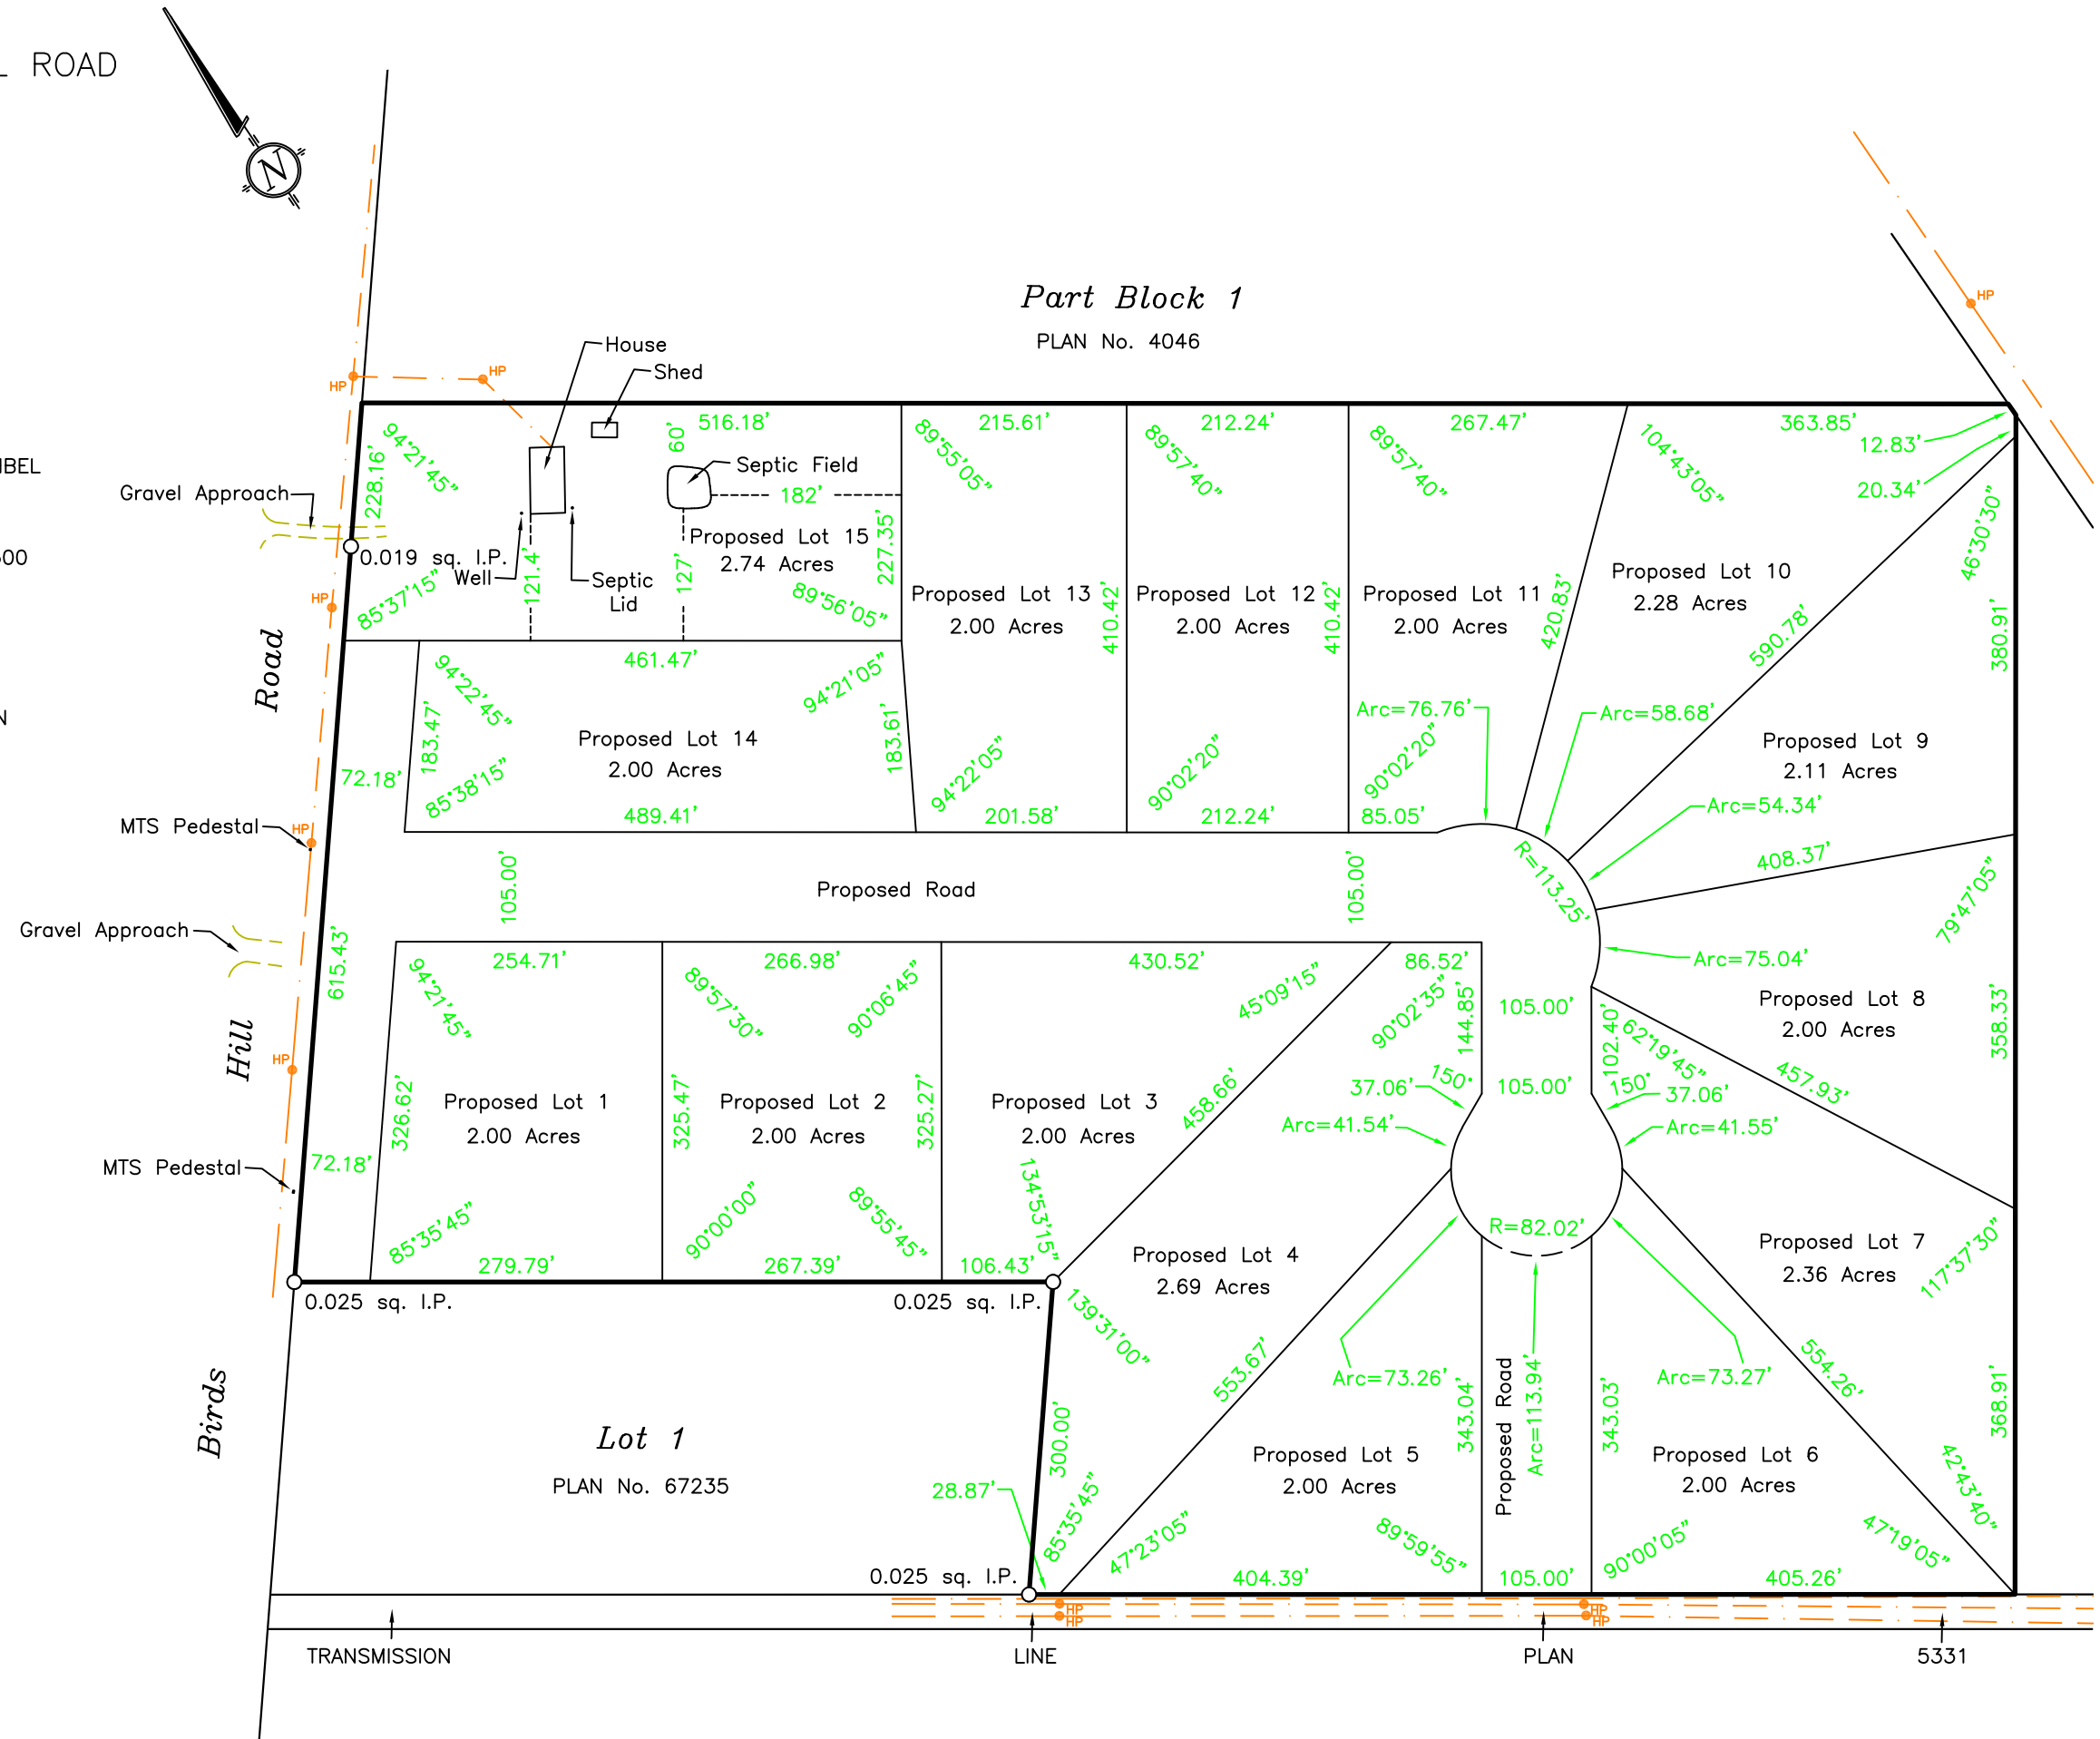 ROAD
N
Part Block 1
PLAN No. 4046
HP
HP
HP
House
Shed
516.18'
215.61'
212.24'
267.47'
363.85'
12.83'
20.34'
94°21'45"
228.16'
60'
Septic Field
182'
89°55'05"
89°57'40"
89°57'40"
104°43'05"
46°30'30"
Gravel Approach
0.019 sq. I.P.
Well
121.4'
Septic
Lid
127'
Proposed Lot 15
2.74 Acres
227.35'
85°37'15"
89°56'05"
HP
Proposed Lot 13
2.00 Acres
410.42'
Proposed Lot 12
2.00 Acres
410.42'
Proposed Lot 11
2.00 Acres
420.83'
Proposed Lot 10
2.28 Acres
590.78'
380.91'
Road
461.47'
94°22'45"
94°21'05"
183.47'
183.61'
Proposed Lot 14
2.00 Acres
72.18'
85°38'15"
489.41'
94°22'05"
201.58'
90°02'20"
212.24'
90°02'20"
85.05'
Arc=76.76'
Arc=58.68'
Proposed Lot 9
2.11 Acres
Arc=54.34'
R=113.25'
408.37'
79°47'05"
MTS Pedestal
HP
105.00'
Proposed Road
105.00'
Gravel Approach
615.43'
254.71'
266.98'
430.52'
86.52'
Arc=75.04'
94°21'45"
89°57'30"
90°06'45"
45°09'15"
90°02'35"
144.85'
105.00'
102.40'
62°19'45"
Proposed Lot 8
2.00 Acres
358.33'
Hill
HP
326.62'
Proposed Lot 1
2.00 Acres
325.47'
Proposed Lot 2
2.00 Acres
325.27'
Proposed Lot 3
2.00 Acres
458.66'
37.06'
150°
105.00'
150°
37.06'
457.93'
Arc=41.54'
Arc=41.55'
MTS Pedestal
72.18'
85°35'45"
279.79'
90°00'00"
267.39'
89°55'45"
106.43'
134°53'15"
0.025 sq. I.P.
0.025 sq. I.P.
139°31'00"
Proposed Lot 4
2.69 Acres
R=82.02'
Proposed Lot 7
2.36 Acres
117°37'30"
Birds
Lot 1
PLAN No. 67235
300.00'
553.67'
Arc=73.26'
343.04'
Proposed Road
Arc=113.94'
343.03'
Arc=73.27'
554.26'
368.91'
28.87'
85°35'45"
47°23'05"
Proposed Lot 5
2.00 Acres
89°59'55"
Proposed Lot 6
2.00 Acres
90°00'05"
47°19'05"
42°43'40"
0.025 sq. I.P.
404.39'
105.00'
405.26'
HP
HP
HP
HP
TRANSMISSION
LINE
PLAN
5331